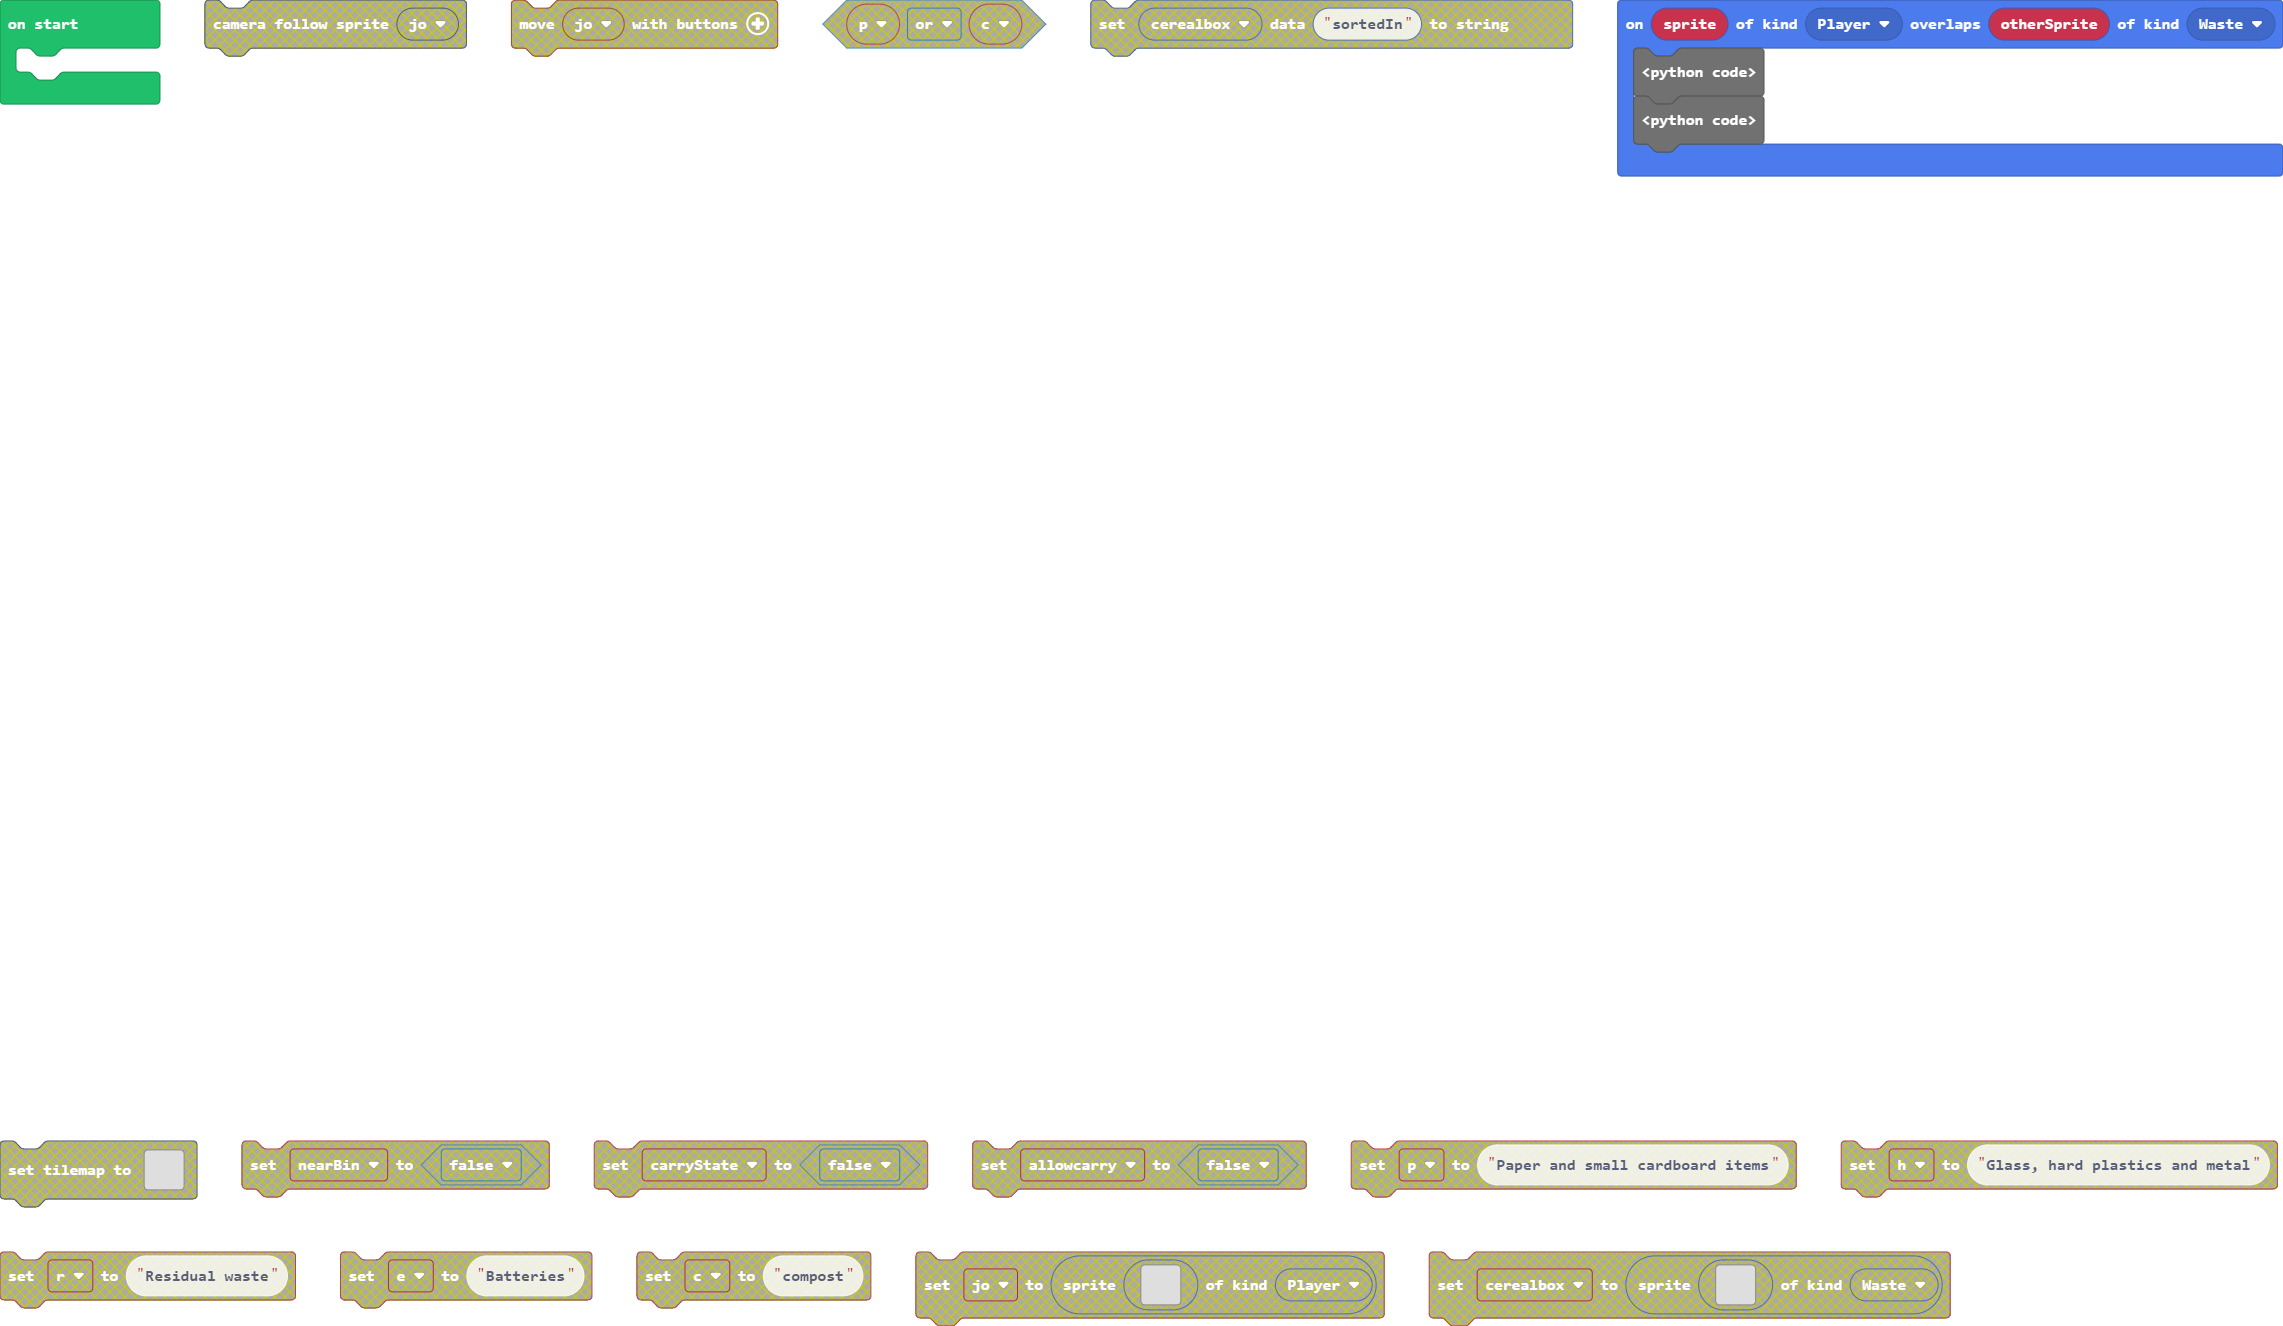 on start
camera follow sprite jo
move jo with buttons
p or c
set cerealbox data "sortedIn" to string
on sprite of kind Player overlaps otherSprite of kind Waste
<python code>
<python code>
set tilemap to
set nearBin to false
set carryState to false
set allowcarry to false
set p to "Paper and small cardboard items"
set h to "Glass, hard plastics and metal"
set r to "Residual waste"
set e to "Batteries"
set c to "compost"
set jo to sprite of kind Player
set cerealbox to sprite of kind Waste